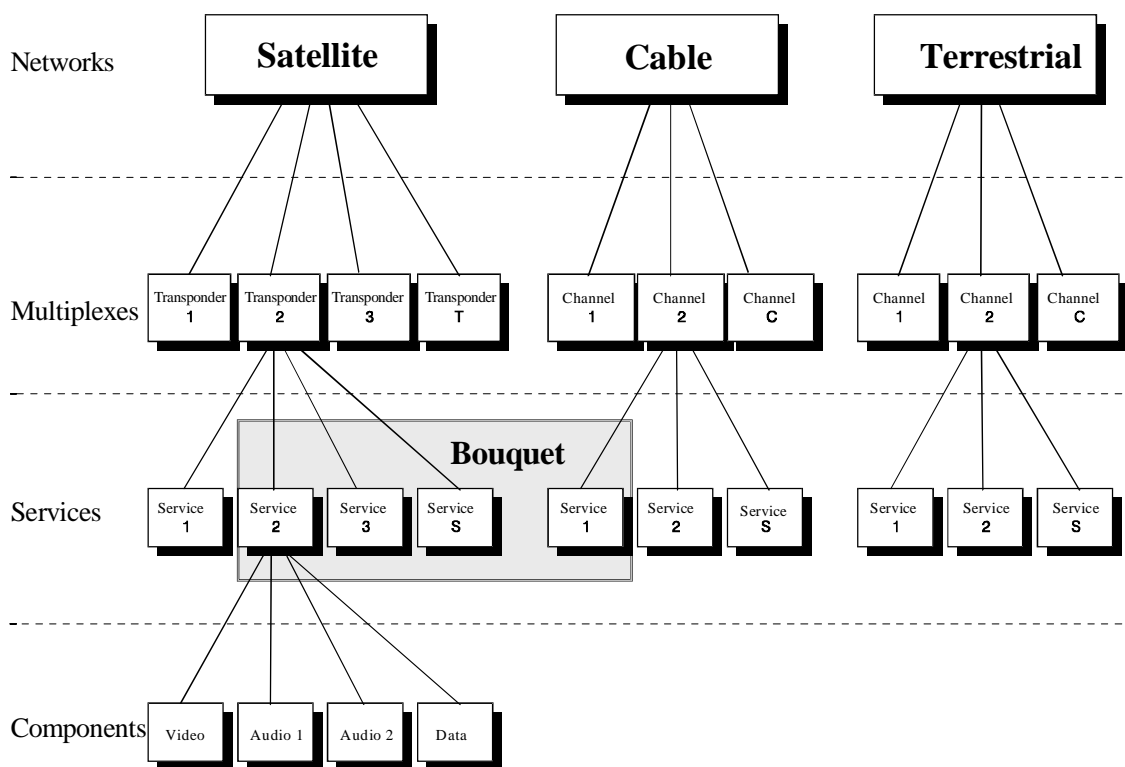 Networks
Satellite
Cable
Terrestrial
Multiplexes
Transponder
1
Transponder
2
Transponder
3
Transponder
T
Channel
1
Channel
2
Channel
C
Channel
1
Channel
2
Channel
C
Bouquet
Services
Service
1
Service
2
Service
3
Service
S
Service
1
Service
2
Service
S
Service
1
Service
2
Service
S
Components
Video
Audio 1
Audio 2
Data